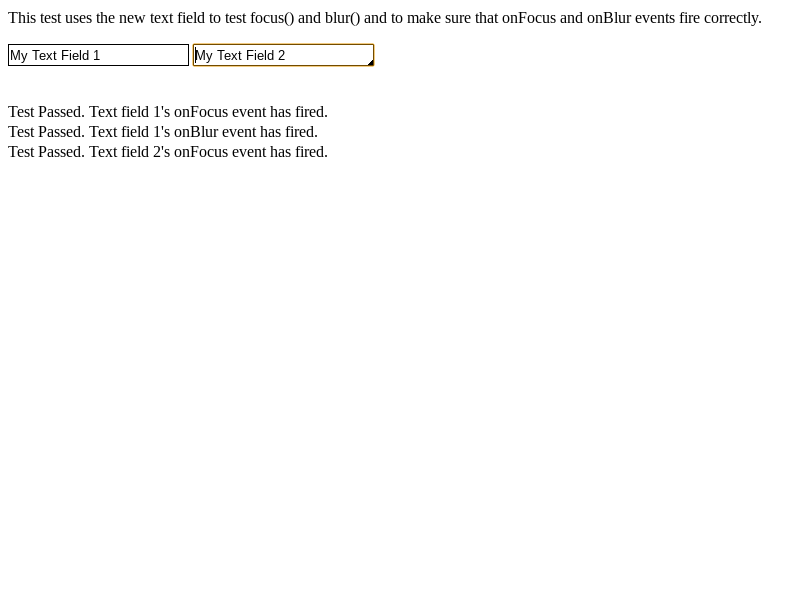 This test uses the new text field to test focus() and blur() and to make sure that onFocus and onBlur events fire correctly.
My Text Field 1 My Text Field 2
Test Passed. Text field 1's onFocus event has fired.
Test Passed. Text field 1's onBlur event has fired.
Test Passed. Text field 2's onFocus event has fired.